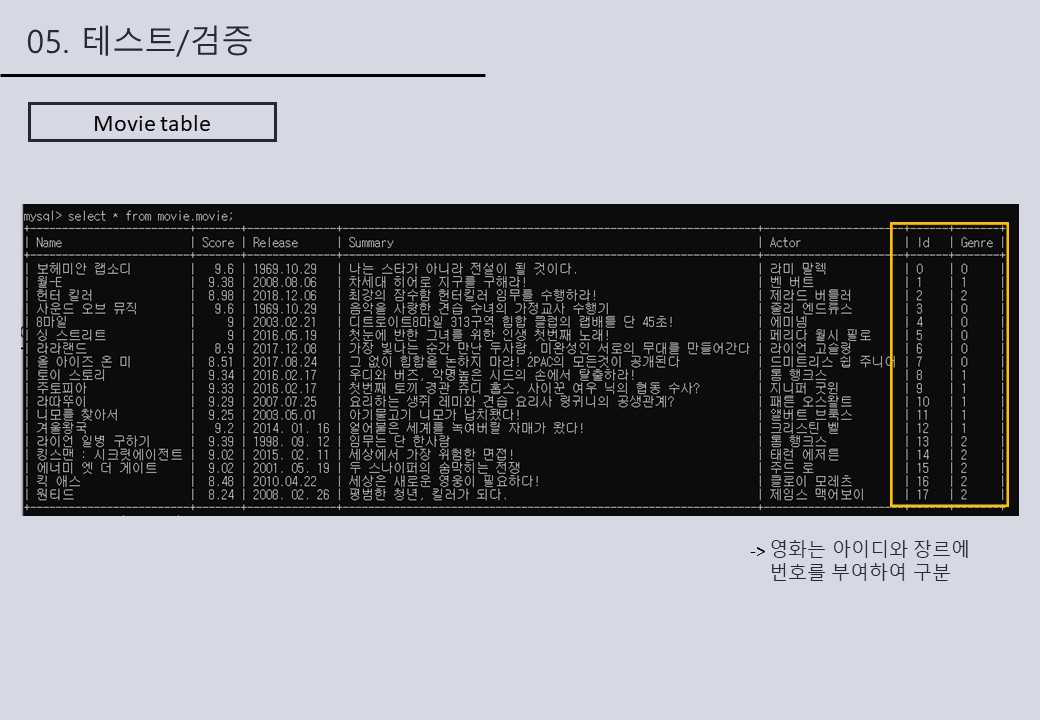 05. 테스트/검증
Movie table
mysql> select * from movie.movie;
| Name | Score | Release | Summary | Actor | Id | Genre |
| 보헤미안 랩소디 | 9.6 | 1969.10.29 | 나는 스타가 아니라 전설이 될 것이다. | 라미 말렉 | 0 | 0 |
| 월-E | 9.38 | 2008.08.06 | 차세대 히어로 지구를 구해라! | 벤 버트 | 1 | 1 |
| 헌터 킬러 | 8.98 | 2018.12.06 | 최강의 잠수함 헌터킬러 임무를 수행하라! | 제라드 버틀러 | 2 | 2 |
| 사운드 오브 뮤직 | 9.6 | 1969.10.29 | 음악을 사랑한 견습 수녀의 가정교사 수행기 | 줄리 앤드류스 | 3 | 0 |
| 8마일 | 9 | 2003.02.21 | 디트로이트8마일 313구역 힙합 클럽의 랩배틀 단 45초! | 에미넴 | 4 | 0 |
| 싱 스트리트 | 9 | 2016.05.19 | 첫눈에 반한 그녀를 위한 인생 첫번째 노래! | 페리다 월시 필로 | 5 | 0 |
| 라라랜드 | 8.9 | 2017.12.08 | 가장 빛나는 순간 만난 두사람, 미완성인 서로의 무대를 만들어간다 | 라이언 고슬링 | 6 | 0 |
| 올 아이즈 온 미 | 8.51 | 2017.08.24 | 그 없이 힙합을 논하지 마라! 2PAC의 모든것이 공개된다 | 드미트리스 쉽 주니어 | 7 | 0 |
| 토이 스토리 | 9.34 | 2016.02.17 | 우디와 버즈, 악명높은 시드의 손에서 탈출하라! | 톰 행크스 | 8 | 1 |
| 주토피아 | 9.33 | 2016.02.17 | 첫번째 토끼 경관 쥬디 홉스, 사이꾼 여우 닉의 협동 수사? | 지니퍼 굿윈 | 9 | 1 |
| 라따뚜이 | 9.29 | 2007.07.25 | 요리하는 생쥐 레미와 견습 요리사 링귀니의 공생관계? | 패튼 오스왈트 | 10 | 1 |
| 니모를 찾아서 | 9.25 | 2003.05.01 | 아기물고기 니모가 납치됐다! | 앨버트 브룩스 | 11 | 1 |
| 겨울왕국 | 9.2 | 2014. 01. 16 | 얼어붙은 세계를 녹여버릴 자매가 왔다! | 크리스틴 벨 | 12 | 1 |
| 라이언 일병 구하기 | 9.39 | 1998. 09. 12 | 임무는 단 한사람 | 톰 행크스 | 13 | 2 |
| 킹스맨 : 시크릿에이전트 | 9.02 | 2015. 02. 11 | 세상에서 가장 위험한 면접! | 태런 에저튼 | 14 | 2 |
| 에너미 엣 더 게이트 | 9.02 | 2001. 05. 19 | 두 스나이퍼의 숨막히는 전쟁 | 주드 로 | 15 | 2 |
| 킥 애스 | 8.48 | 2010.04.22 | 세상은 새로운 영웅이 필요하다! | 클로이 모레츠 | 16 | 2 |
| 원티드 | 8.24 | 2008. 02. 26 | 평범한 청년, 킬러가 되다. | 제임스 맥어보이 | 17 | 2 |
-> 영화는 아이디와 장르에
번호를 부여하여 구분